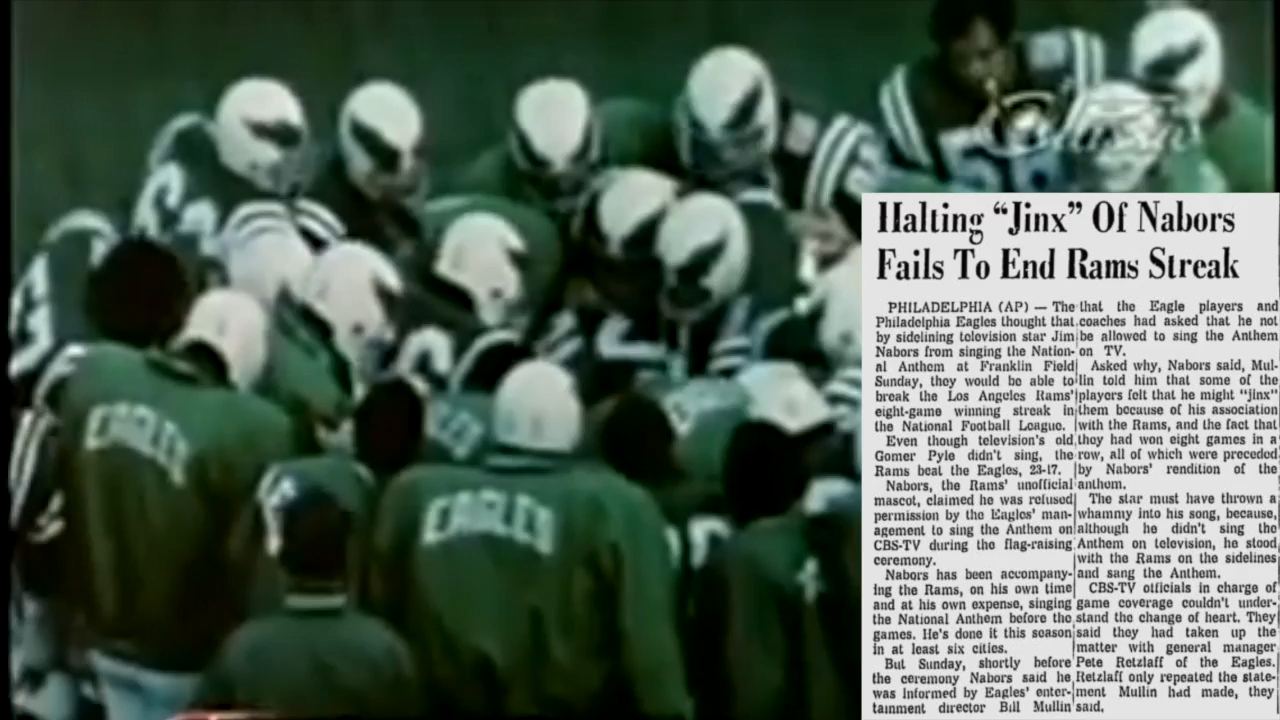 EAGLES
EAGLES
Halting “Jinx” Of Nabors
Fails To End Rams Streak
PHILADELPHIA (AP) — The
Philadelphia Eagles thought that
by sidelining television star Jim
Nabors from singing the Nation-
al Anthem at Franklin Field
Sunday, they would be able to
break the Los Angeles Rams'
eight-game winning streak in
the National Football League.
Even though television's old
Gomer Pyle didn't sing, the
Rams beat the Eagles, 23-17.
Nabors, the Rams' unofficial
mascot, claimed he was refused
permission by the Eagles' man-
agement to sing the Anthem on
CBS-TV during the flag-raising
ceremony.
Nabors has been accompany-
ing the Rams, on his own time
and at his own expense, singing
the National Anthem before the
games. He's done it this season
in at least six cities.
But Sunday, shortly before
the ceremony Nabors said he
was informed by Eagles' enter-
tainment director Bill Mullin
that the Eagle players and
coaches had asked that he not
be allowed to sing the Anthem
on TV.
Asked why, Nabors said, Mul-
lin told him that some of the
players felt that he might "jinx"
them because of his association
with the Rams, and the fact that
they had won eight games in a
row, all of which were preceded
by Nabors' rendition of the
anthem.
The star must have thrown a
whammy into his song, because,
although he didn't sing the
Anthem on television, he stood
with the Rams on the sidelines
and sang the Anthem.
CBS-TV officials in charge of
game coverage couldn't under-
stand the change of heart. They
said they had taken up the
matter with general manager
Pete Retzlaff of the Eagles.
Retzlaff only repeated the state-
ment Mullin had made, they
said.